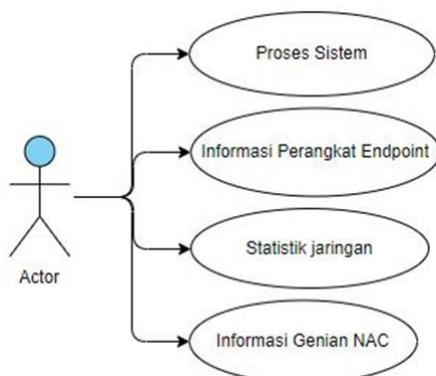 Proses Sistem
Informasi Perangkat Endpoint
Statistik jaringan
Actor
Informasi Genian NAC